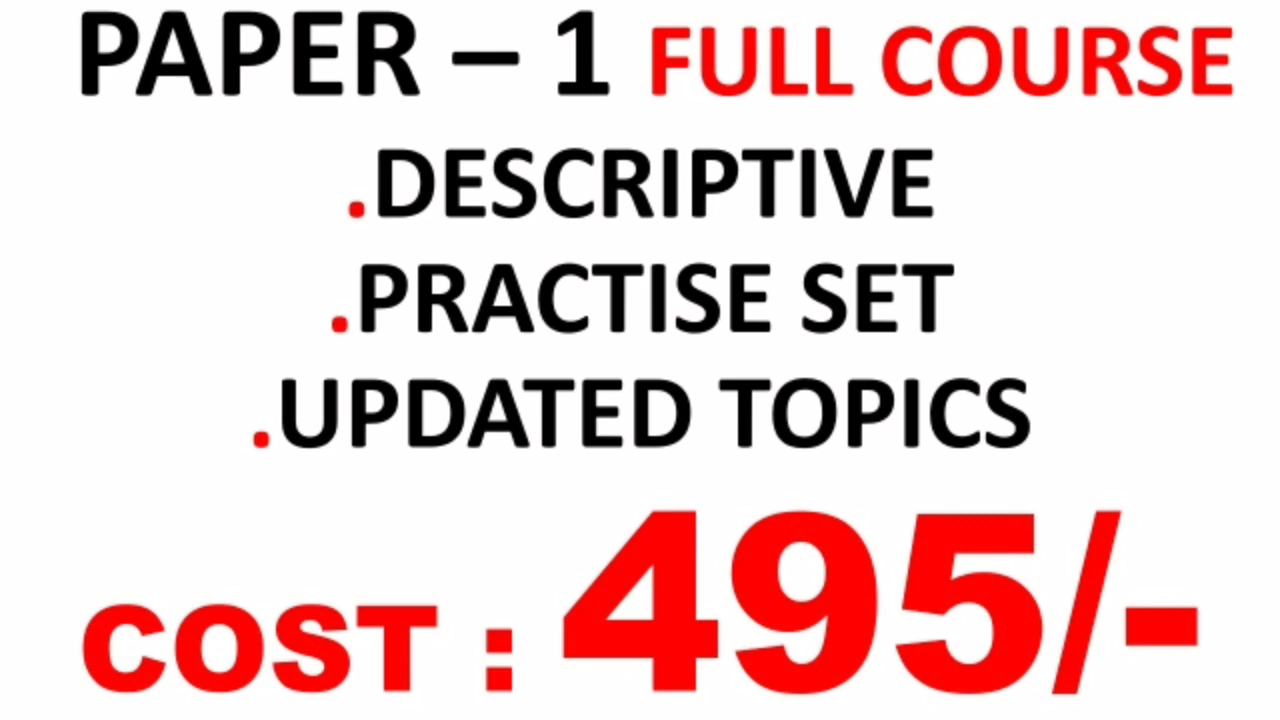 PAPER – 1 FULL COURSE
.DESCRIPTIVE
.PRACTISE SET
.UPDATED TOPICS
COST : 495/-